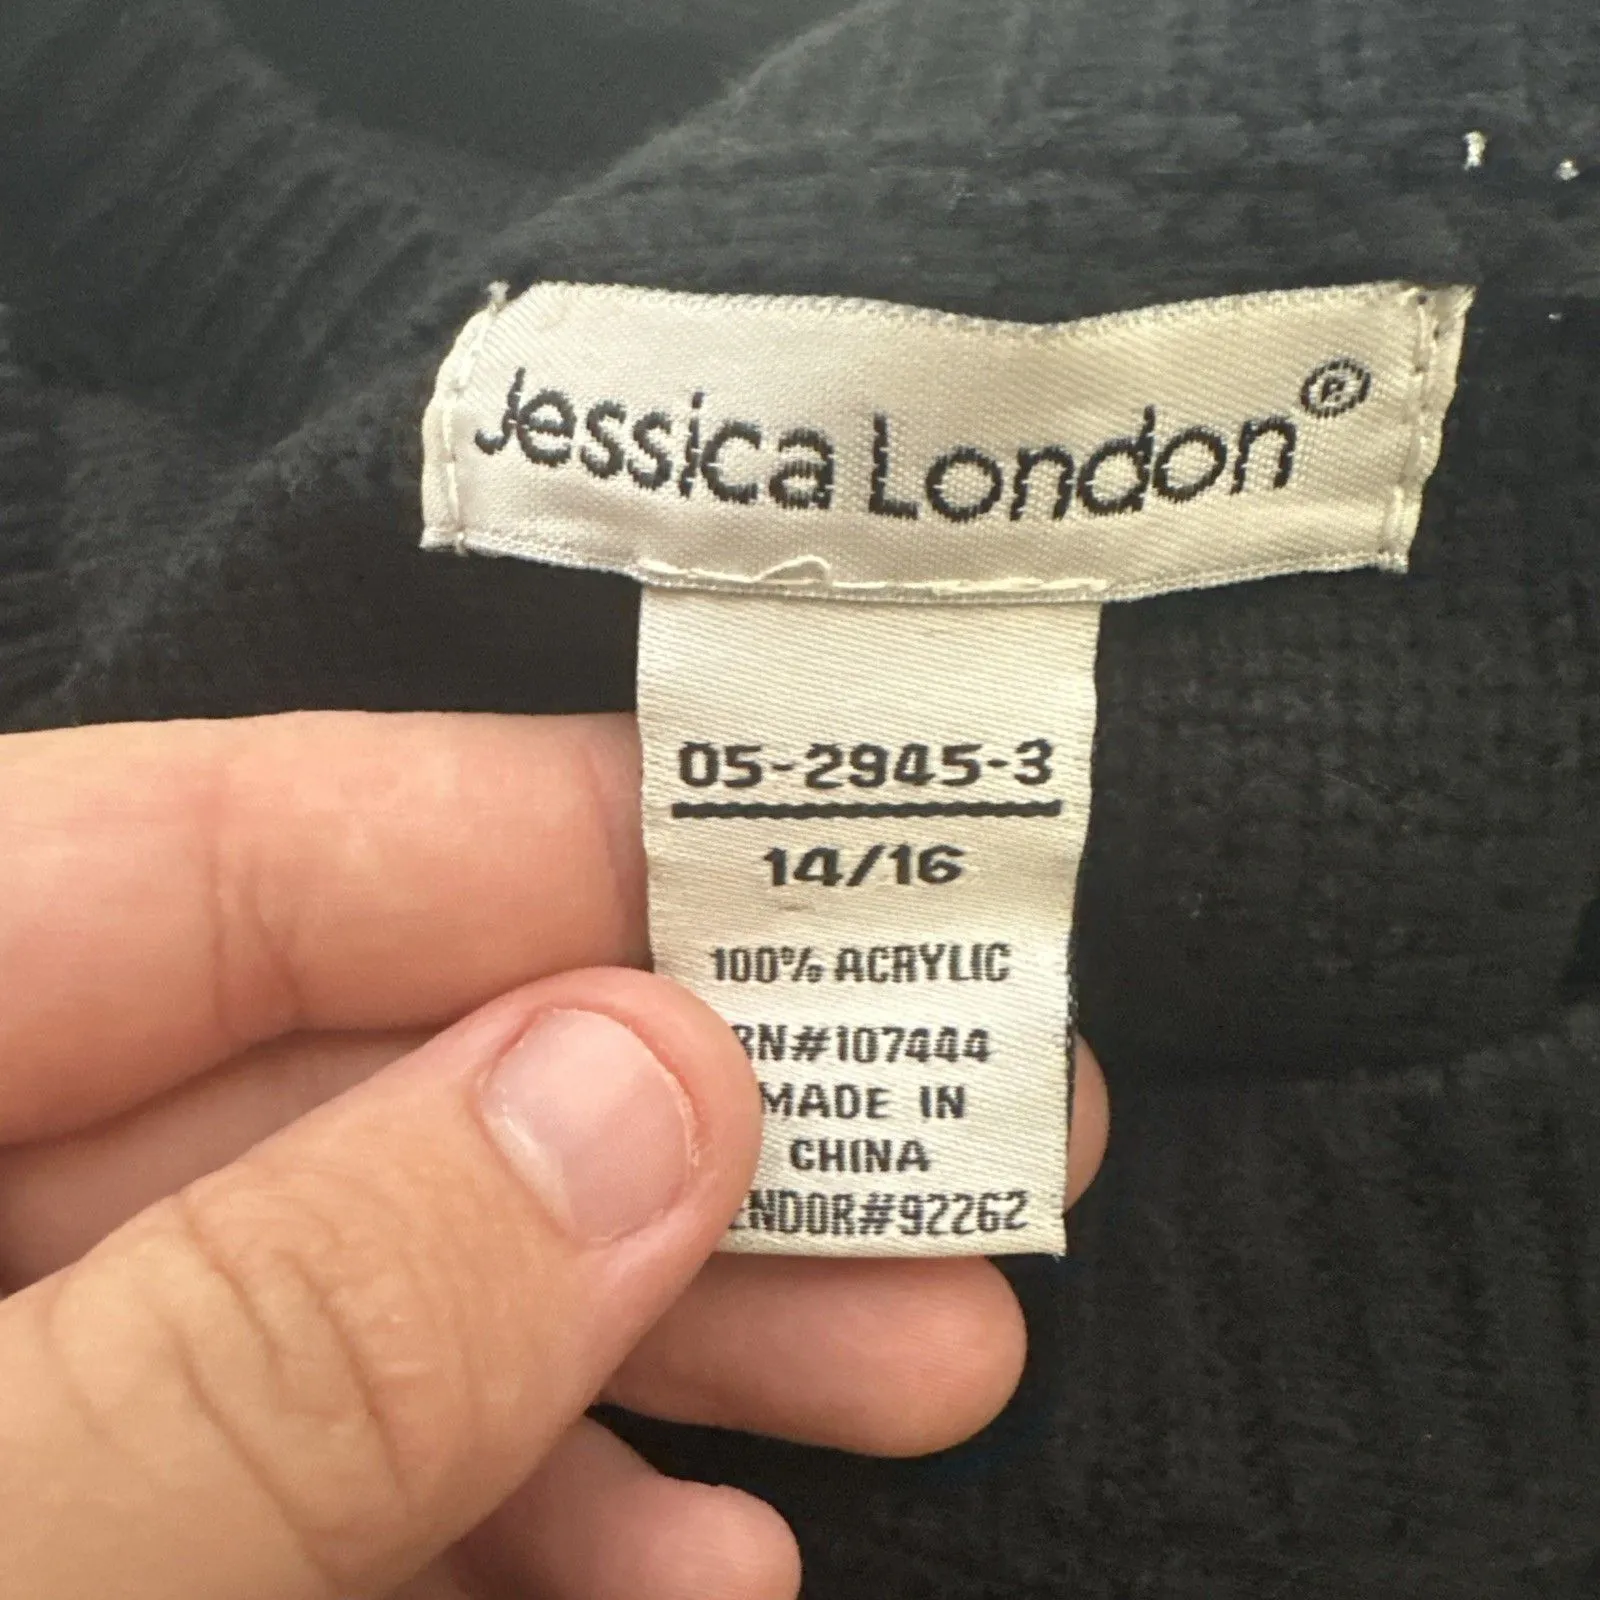 Jessica London®
05-2945-3
14/16
100% ACRYLIC
RN#107444
MADE IN
CHINA
ENDOR#92262